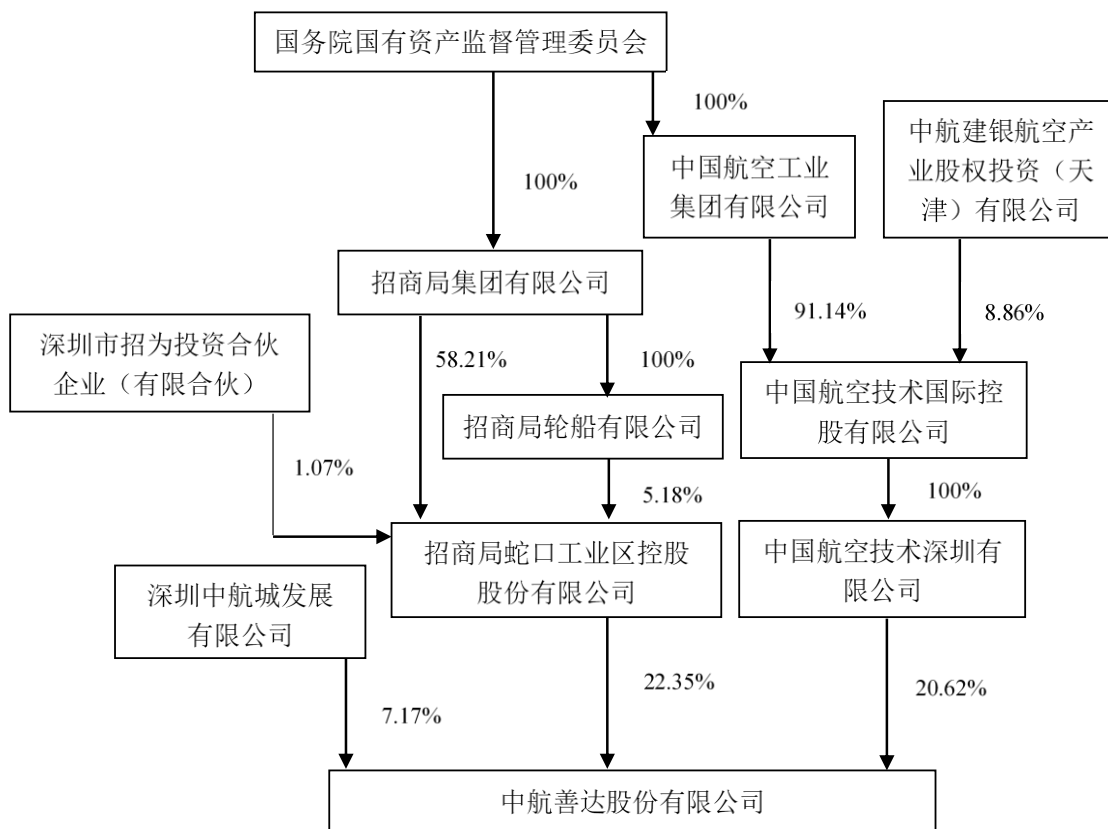 国务院国有资产监督管理委员会
100%
100%
中国航空工业
集团有限公司
中航建银航空产
业股权投资（天
津）有限公司
招商局集团有限公司
91.14%
8.86%
深圳市招为投资合伙
企业（有限合伙）
58.21%
100%
招商局轮船有限公司
中国航空技术国际控
股有限公司
1.07%
5.18%
100%
招商局蛇口工业区控股
股份有限公司
中国航空技术深圳有
限公司
深圳中航城发展
有限公司
7.17%
22.35%
20.62%
中航善达股份有限公司